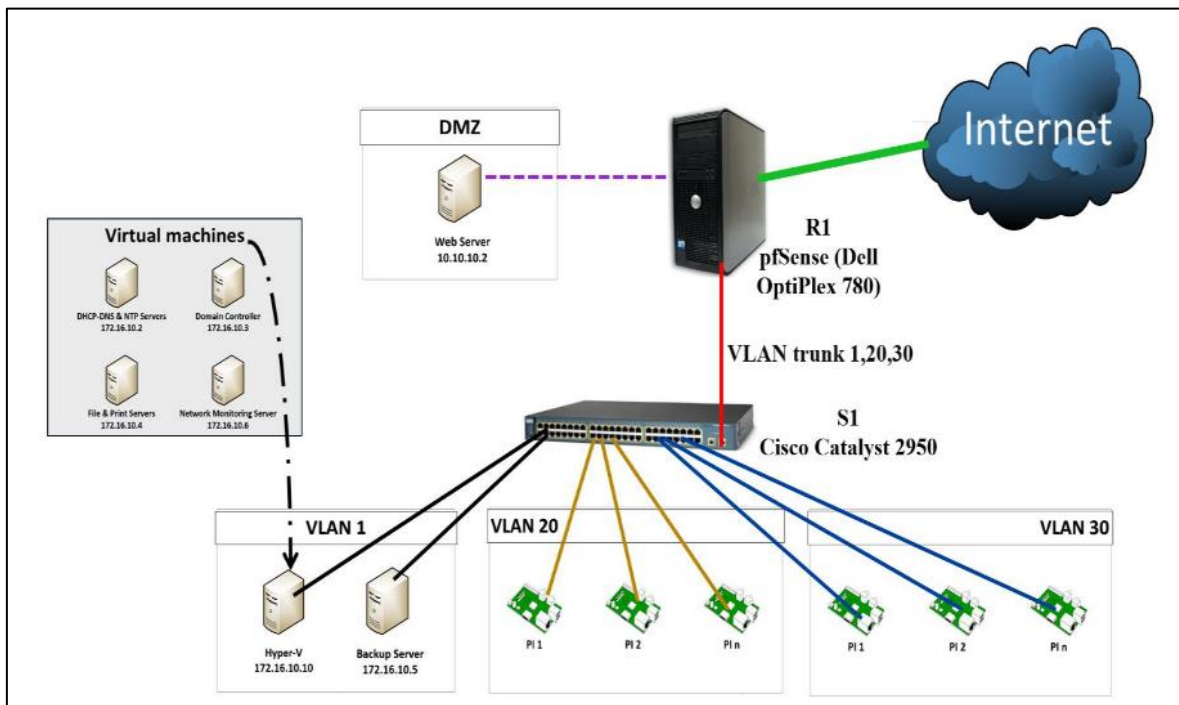 Internet
DMZ
Web Server
10.10.10.2
R1
pfSense (Dell
OptiPlex 780)
Virtual machines
DHCP-DNS & NTP Servers
172.16.10.2
Domain Controller
172.16.10.3
File & Print Servers
172.16.10.4
Network Monitoring Server
172.16.10.6
VLAN trunk 1,20,30
S1
Cisco Catalyst 2950
VLAN 1
Hyper-V
172.16.10.10
Backup Server
172.16.10.5
VLAN 20
PI 1
PI 2
PI n
VLAN 30
PI 1
PI 2
PI n